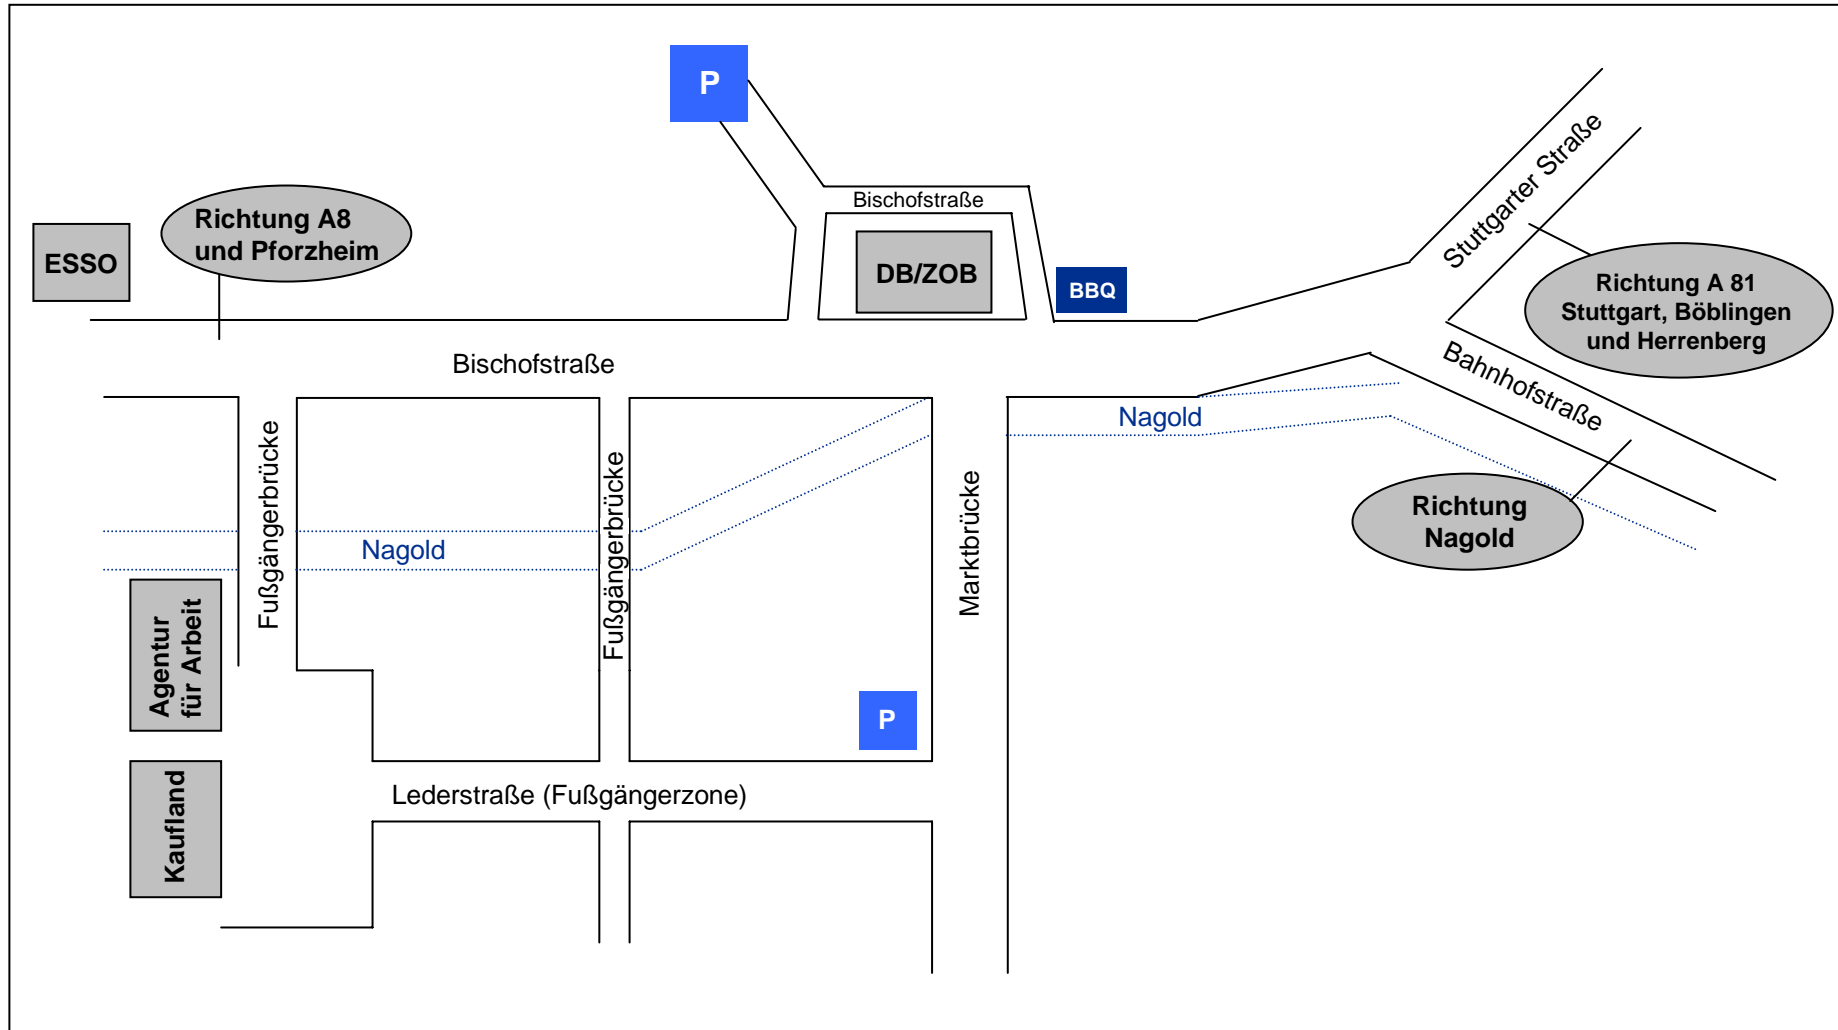 P
Bischofstraße
Stuttgarter Straße
Richtung A8
und Pforzheim
ESSO
DB/ZOB
BBQ
Richtung A 81
Stuttgart, Böblingen
und Herrenberg
Bischofstraße
Bahnhofstraße
Nagold
Fußgängerbrücke
Fußgängerbrücke
Marktbrücke
Richtung
Nagold
Nagold
Agentur
für Arbeit
P
Lederstraße (Fußgängerzone)
Kaufland